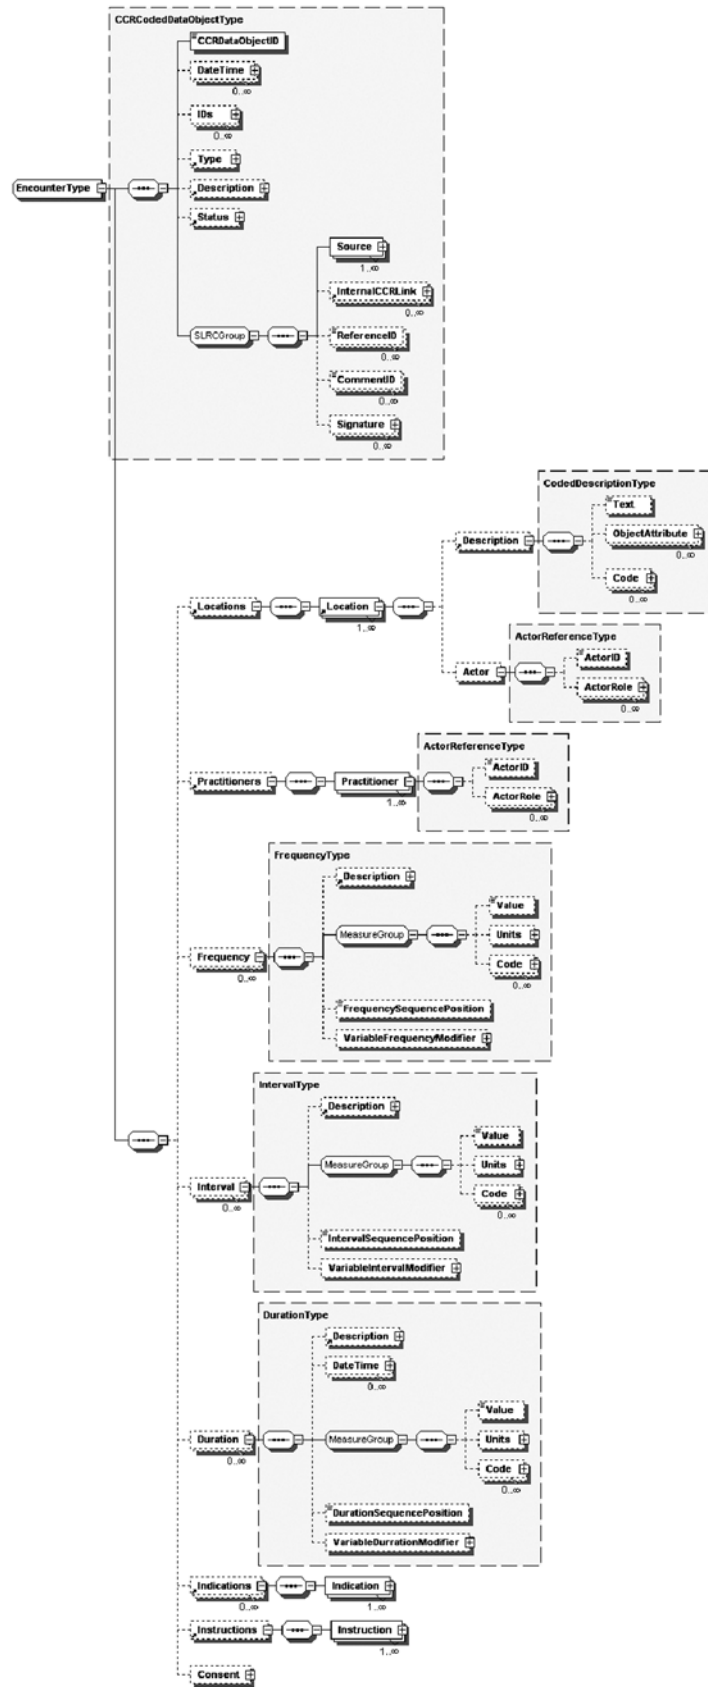 CCRCodedDataObjectType
CCRDataObjectID
DateTime
0..∞
IDs
0..∞
Type
EncounterType
Description
Status
Source
1..∞
InternalCCRLink
0..∞
SLRCGroup
ReferenceID
0..∞
CommentID
0..∞
Signature
0..∞
CodedDescriptionType
Text
Description
ObjectAttribute
0..∞
Code
0..∞
Locations
Location
1..∞
ActorReferenceType
ActorID
Actor
ActorRole
0..∞
ActorReferenceType
ActorID
Practitioners
Practitioner
1..∞
ActorRole
0..∞
FrequencyType
Description
Value
MeasureGroup
Units
Frequency
0..∞
Code
0..∞
FrequencySequencePosition
VariableFrequencyModifier
IntervalType
Description
Value
MeasureGroup
Units
Interval
0..∞
Code
0..∞
IntervalSequencePosition
VariableIntervalModifier
DurationType
Description
DateTime
0..∞
Value
Duration
0..∞
MeasureGroup
Units
Code
0..∞
DurationSequencePosition
VariableDurrationModifier
Indications
0..∞
Indication
1..∞
Instructions
Instruction
1..∞
Consent